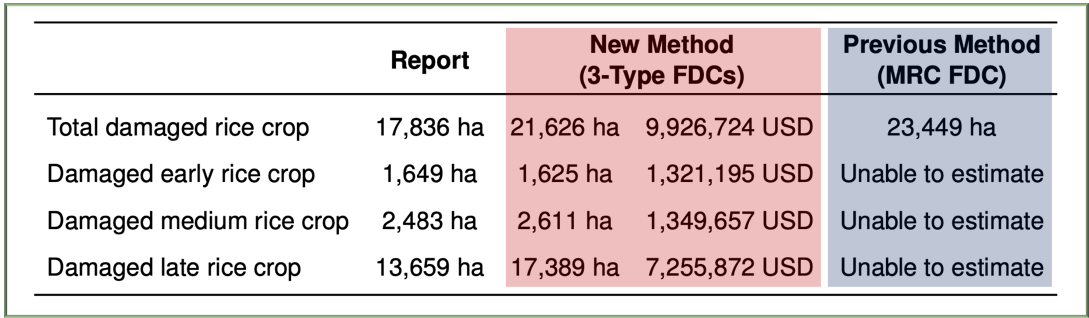 Report New Method Previous Method
(3-Type FDCs) (MRC FDC)
Total damaged rice crop 17,836 ha 21,626 ha 9,926,724 USD 23,449 ha
Damaged early rice crop 1,649 ha 1,625 ha 1,321,195 USD Unable to estimate
Damaged medium rice crop 2,483 ha 2,611 ha 1,349,657 USD Unable to estimate
Damaged late rice crop 13,659 ha 17,389 ha 7,255,872 USD Unable to estimate